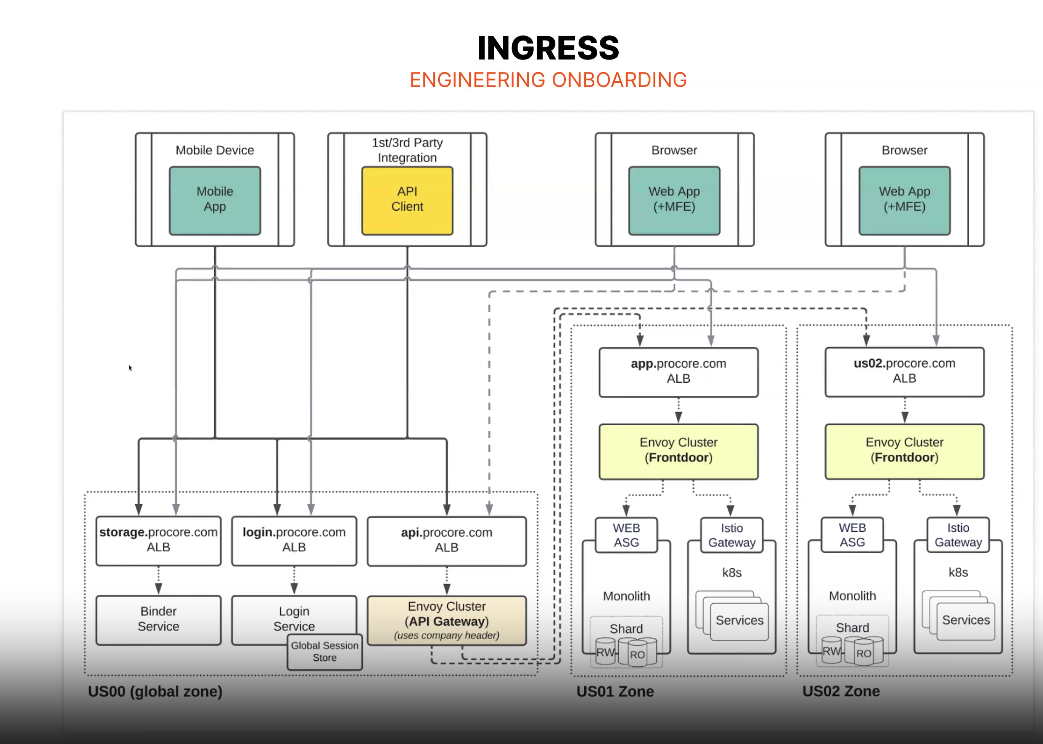 INGRESS
ENGINEERING ONBOARDING
Mobile Device
Mobile
App
1st/3rd Party
Integration
API
Client
Browser
Web App
(+MFE)
Browser
Web App
(+MFE)
app.procore.com
ALB
us02.procore.com
ALB
Envoy Cluster
(Frontdoor)
Envoy Cluster
(Frontdoor)
storage.procore.com
ALB
login.procore.com
ALB
api.procore.com
ALB
WEB
ASG
Istio
Gateway
WEB
ASG
Istio
Gateway
k8s
k8s
Binder
Service
Login
Service
Global Session
Store
Envoy Cluster
(API Gateway)
(uses company header)
Monolith
Shard
RW
RO
Services
Monolith
Shard
RW
RO
Services
US00 (global zone)
US01 Zone
US02 Zone